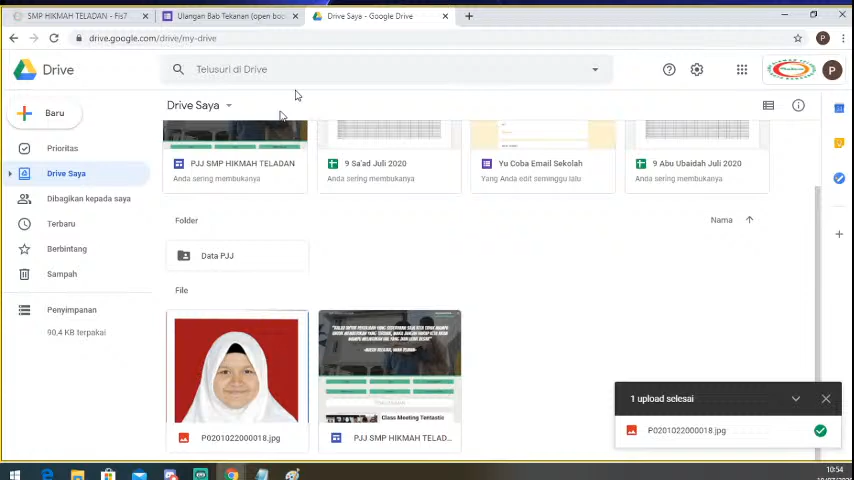 SMP HIKMAH TELADAN - Fis7
Ulangan Bab Tekanan (open boo
Drive Saya - Google Drive
drive.google.com/drive/my-drive
P
Drive
Telusuri di Drive
P
Baru
Drive Saya
PJJ SMP HIKMAH TELADAN
Anda sering membukanya
9 Sa'ad Juli 2020
Anda sering membukanya
Yu Coba Email Sekolah
Yang Anda edit seminggu lalu
9 Abu Ubaidah Juli 2020
Anda sering membukanya
Prioritas
Drive Saya
Dibagikan kepada saya
Terbaru
Berbintang
Sampah
Penyimpanan
90,4 KB terpakai
Folder
Nama
Data PJJ
File
Class Meeting Tentastic
P0201022000018.jpg
PJJ SMP HIKMAH TELAD...
1 upload selesai
P0201022000018.jpg
10:54